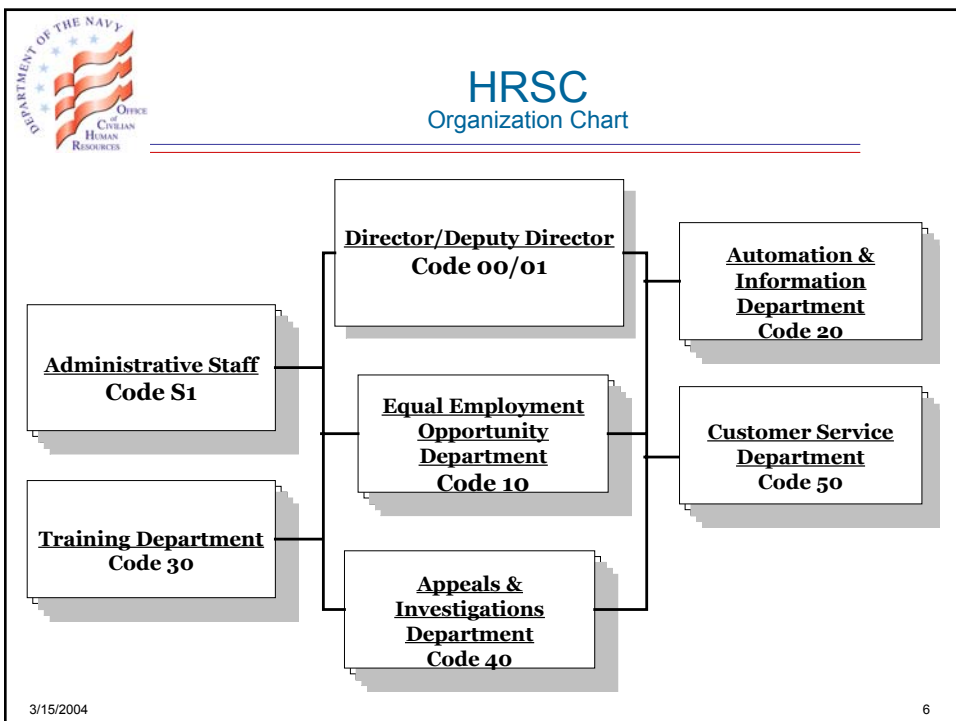 DEPARTMENT OF THE NAVY
OFFICE
of
CIVILIAN
HUMAN
RESOURCES
HRSC
Organization Chart
Director/Deputy Director
Code 00/01
Automation &
Information
Department
Code 20
Administrative Staff
Code S1
Equal Employment
Opportunity
Department
Code 10
Customer Service
Department
Code 50
Training Department
Code 30
Appeals &
Investigations
Department
Code 40
3/15/2004
6